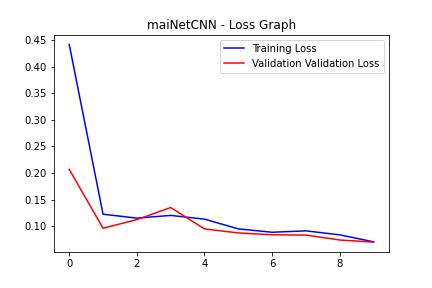 maiNetCNN - Loss Graph
0.45
0.40
0.35
0.30
0.25
0.20
0.15
0.10
Training Loss
Validation Validation Loss
0 2 4 6 8